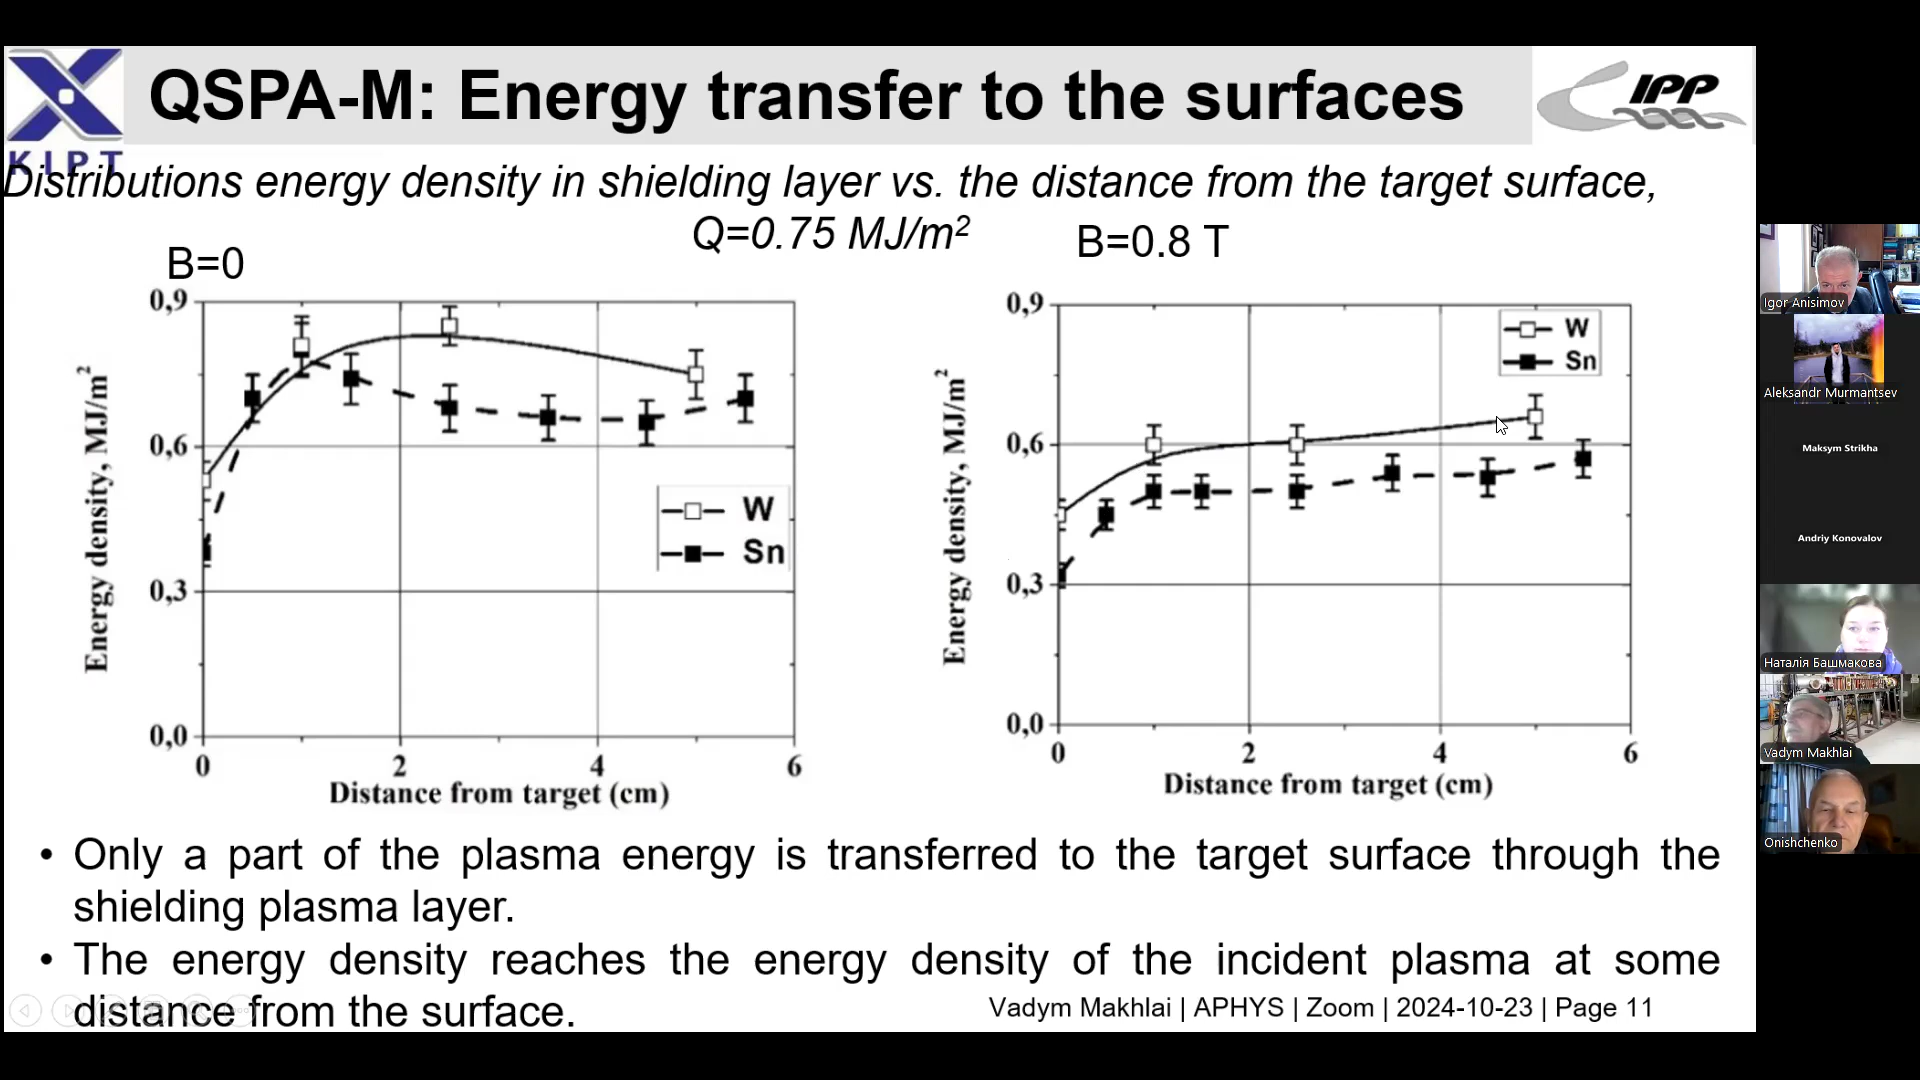 QSPA-M: Energy transfer to the surfaces
KIPT
IPP
Distributions energy density in shielding layer vs. the distance from the target surface,
Q=0.75 MJ/m²
B=0
B=0.8 T
Energy density, MJ/m²
0,9
0,6
0,3
0,0
0
2
4
6
Distance from target (cm)
W
Sn
Energy density, MJ/m²
0,9
0,6
0,3
0,0
0
2
4
6
Distance from target (cm)
W
Sn
• Only a part of the plasma energy is transferred to the target surface through the
shielding plasma layer.
• The energy density reaches the energy density of the incident plasma at some
distance from the surface.
Vadym Makhlai | APHYS | Zoom | 2024-10-23 | Page 11
Igor Anisimov
Aleksandr Murmantsev
Maksym Strikha
Andriy Konovalov
Наталія Башмакова
Vadym Makhlai
Onishchenko